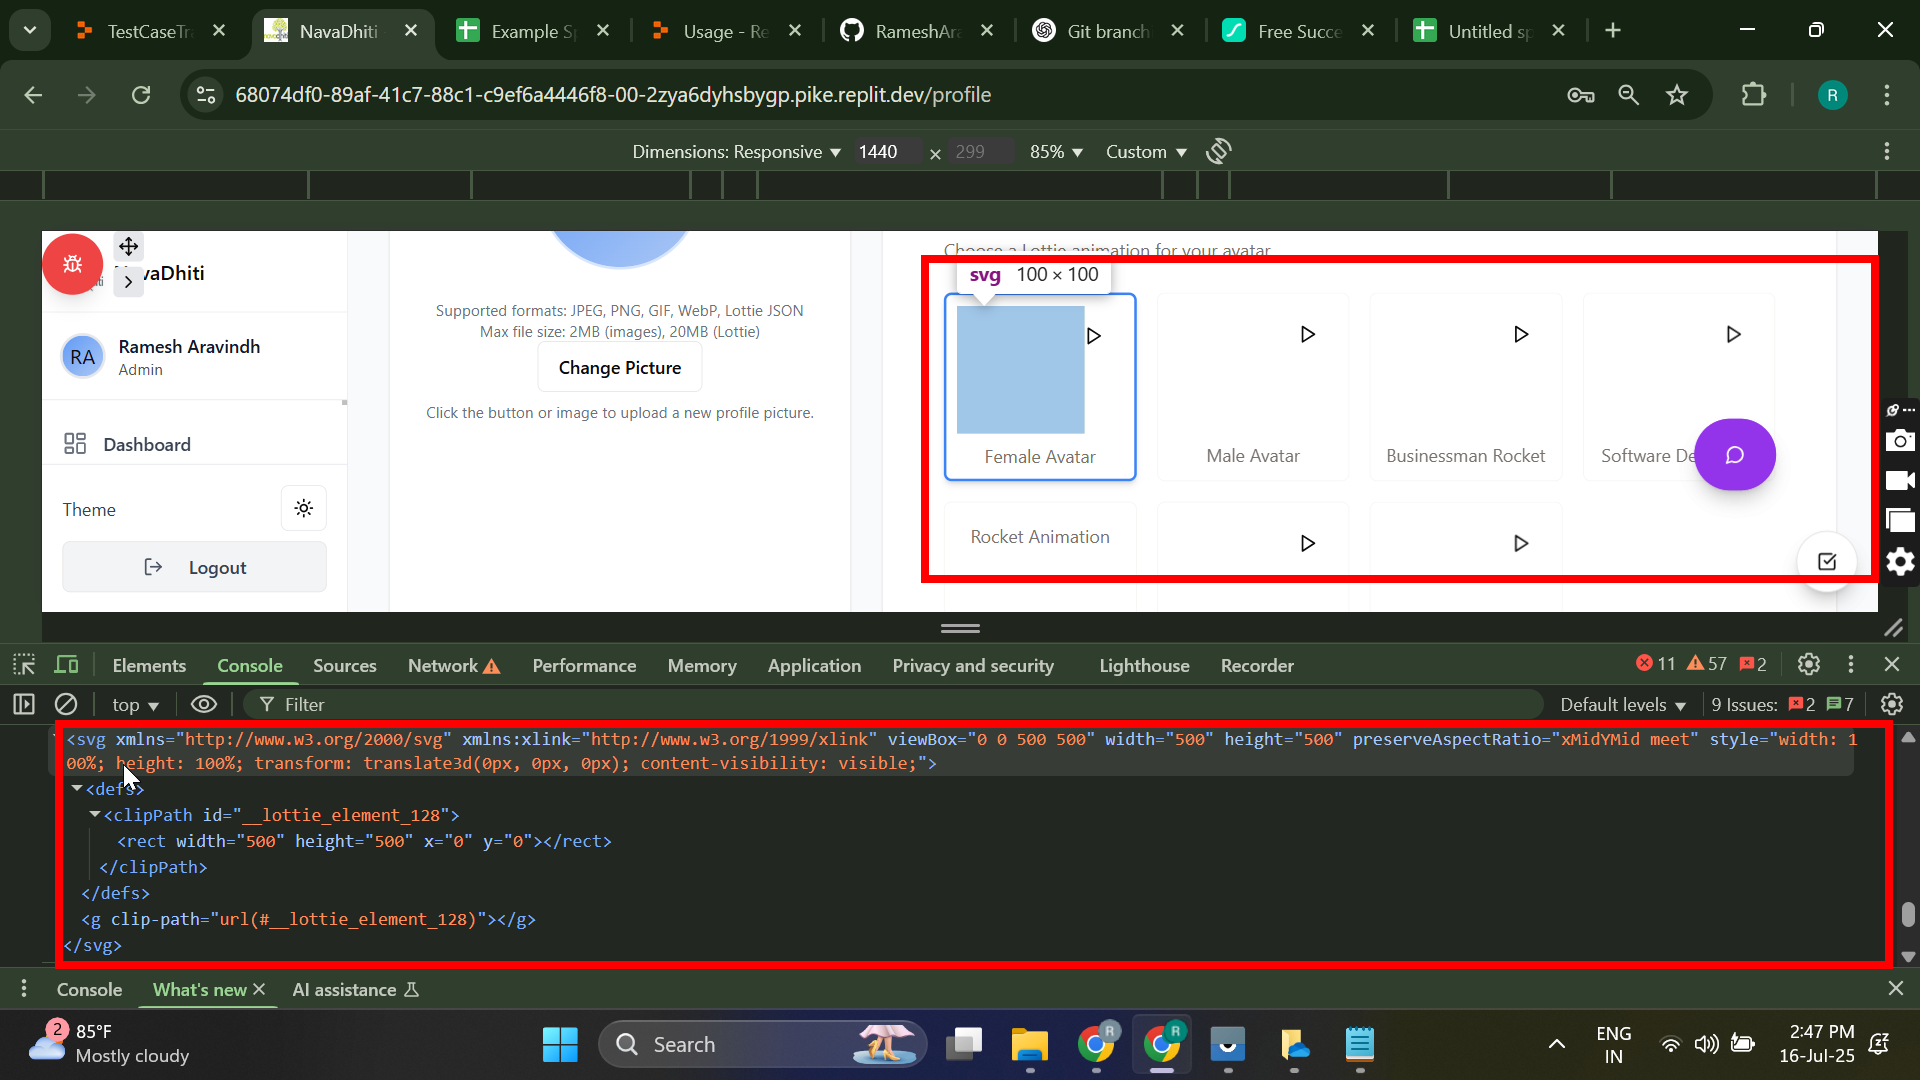 TestCaseTr
NavaDhiti
Example S
Usage - Re
RameshAra
Git branch
Free Succe
Untitled sp
68074df0-89af-41c7-88c1-c9ef6a4446f8-00-2zya6dyhsbygp.pike.replit.dev/profile
R
Dimensions: Responsive
1440
×
299
85%
Custom
vaDhiti
RA
Ramesh Aravindh
Admin
Dashboard
Theme
Logout
Supported formats: JPEG, PNG, GIF, WebP, Lottie JSON
Max file size: 2MB (images), 20MB (Lottie)
Change Picture
Click the button or image to upload a new profile picture.
Choose a Lottie animation for your avatar
svg 100 × 100
Female Avatar
Male Avatar
Businessman Rocket
Software De
Rocket Animation
Elements
Console
Sources
Network
Performance
Memory
Application
Privacy and security
Lighthouse
Recorder
11
57
2
top
Filter
Default levels
9 Issues:
2
7
<svg xmlns="http://www.w3.org/2000/svg" xmlns:xlink="http://www.w3.org/1999/xlink" viewBox="0 0 500 500" width="500" height="500" preserveAspectRatio="xMidYMid meet" style="width: 1
00%; height: 100%; transform: translate3d(0px, 0px, 0px); content-visibility: visible;">
<defs>
<clipPath id="__lottie_element_128">
<rect width="500" height="500" x="0" y="0"></rect>
</clipPath>
</defs>
<g clip-path="url(#__lottie_element_128)"></g>
</svg>
Console
What's new
AI assistance
2
85°F
Mostly cloudy
Search
R
R
ENG
IN
2:47 PM
16-Jul-25